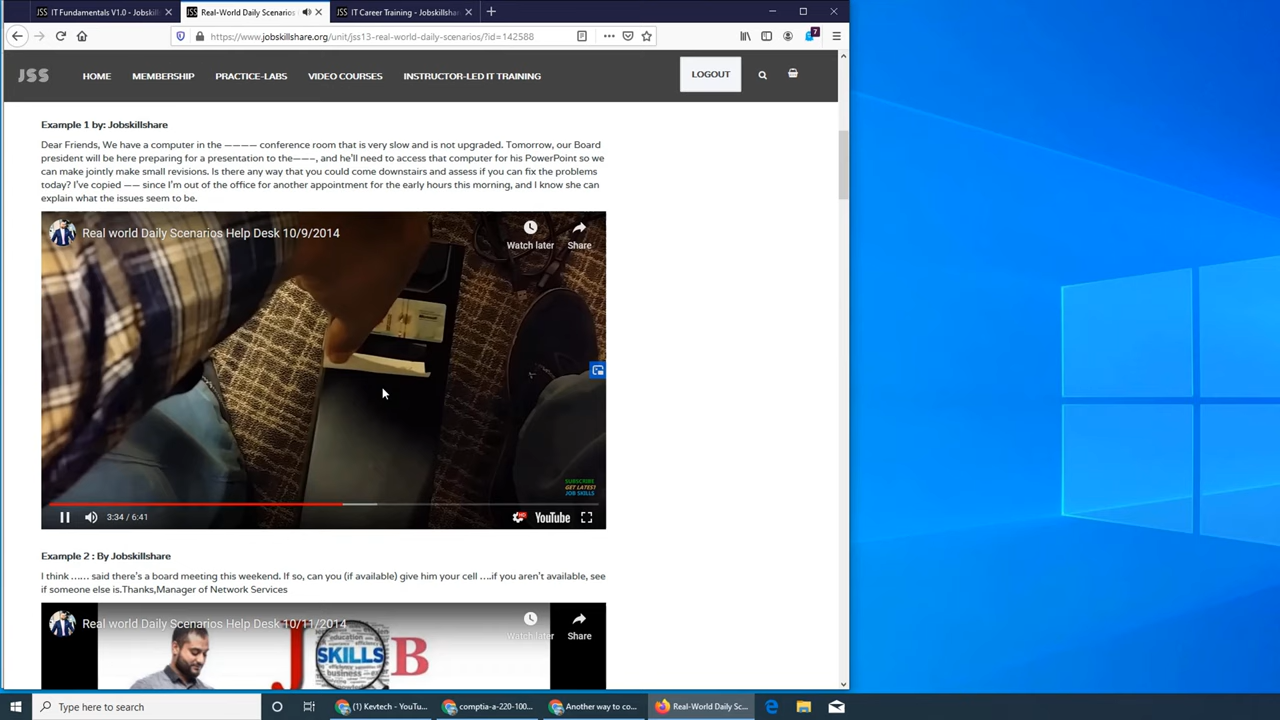 IT Fundamentals V1.0 - Jobskill
Real-World Daily Scenarios
IT Career Training - Jobskillsha
https://www.jobskillshare.org/unit/jss13-real-world-daily-scenarios/?id=142588
7
JSS
HOME
MEMBERSHIP
PRACTICE-LABS
VIDEO COURSES
INSTRUCTOR-LED IT TRAINING
LOGOUT
Example 1 by: Jobskillshare
Dear Friends, We have a computer in the ———— conference room that is very slow and is not upgraded. Tomorrow, our Board
president will be here preparing for a presentation to the——–, and he'll need to access that computer for his PowerPoint so we
can make jointly make small revisions. Is there any way that you could come downstairs and assess if you can fix the problems
today? I've copied —— since I'm out of the office for another appointment for the early hours this morning, and I know she can
explain what the issues seem to be.
Real world Daily Scenarios Help Desk 10/9/2014
Watch later
Share
SUBSCRIBE
GET LATEST
JOB SKILLS
3:34 / 6:41
HD
YouTube
Example 2 : By Jobskillshare
I think …… said there's a board meeting this weekend. If so, can you (if available) give him your cell ….if you aren't available, see
if someone else is.Thanks,Manager of Network Services
Real world Daily Scenarios Help Desk 10/11/2014
Watch later
Share
SKILLS
B
Type here to search
(1) Kevtech - YouTu...
comptia-a-220-100...
Another way to co...
Real-World Daily Sc...